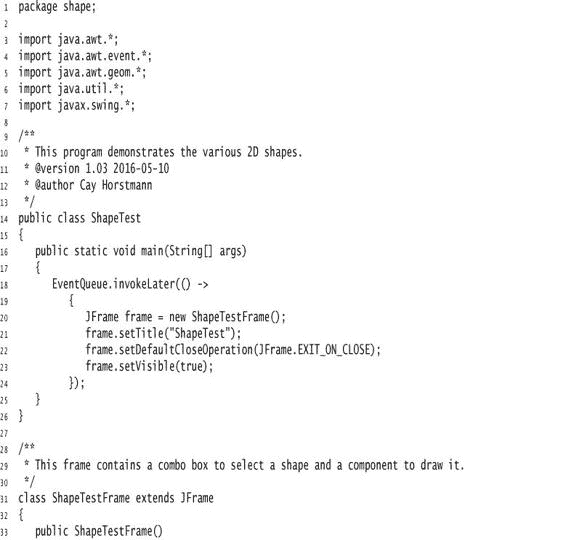 1 package shape;
2
3 import java.awt.*;
4 import java.awt.event.*;
5 import java.awt.geom.*;
6 import java.util.*;
7 import javax.swing.*;
8
9 /**
10  * This program demonstrates the various 2D shapes.
11  * @version 1.03 2016-05-10
12  * @author Cay Horstmann
13  */
14 public class ShapeTest
15 {
16    public static void main(String[] args)
17    {
18       EventQueue.invokeLater(() ->
19          {
20             JFrame frame = new ShapeTestFrame();
21             frame.setTitle("ShapeTest");
22             frame.setDefaultCloseOperation(JFrame.EXIT_ON_CLOSE);
23             frame.setVisible(true);
24          });
25    }
26 }
27
28 /**
29  * This frame contains a combo box to select a shape and a component to draw it.
30  */
31 class ShapeTestFrame extends JFrame
32 {
33    public ShapeTestFrame()